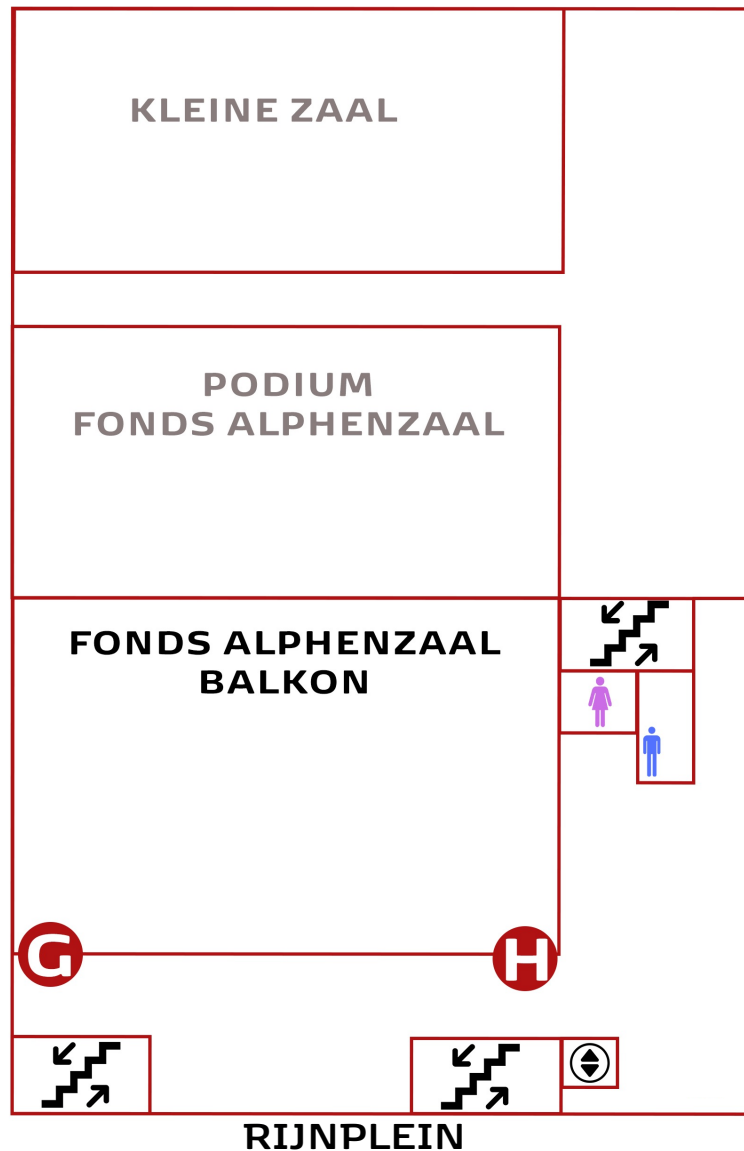 KLEINE ZAAL
PODIUM
FONDS ALPHENZAAL
FONDS ALPHENZAAL
BALKON
G
H
RIJNPLEIN